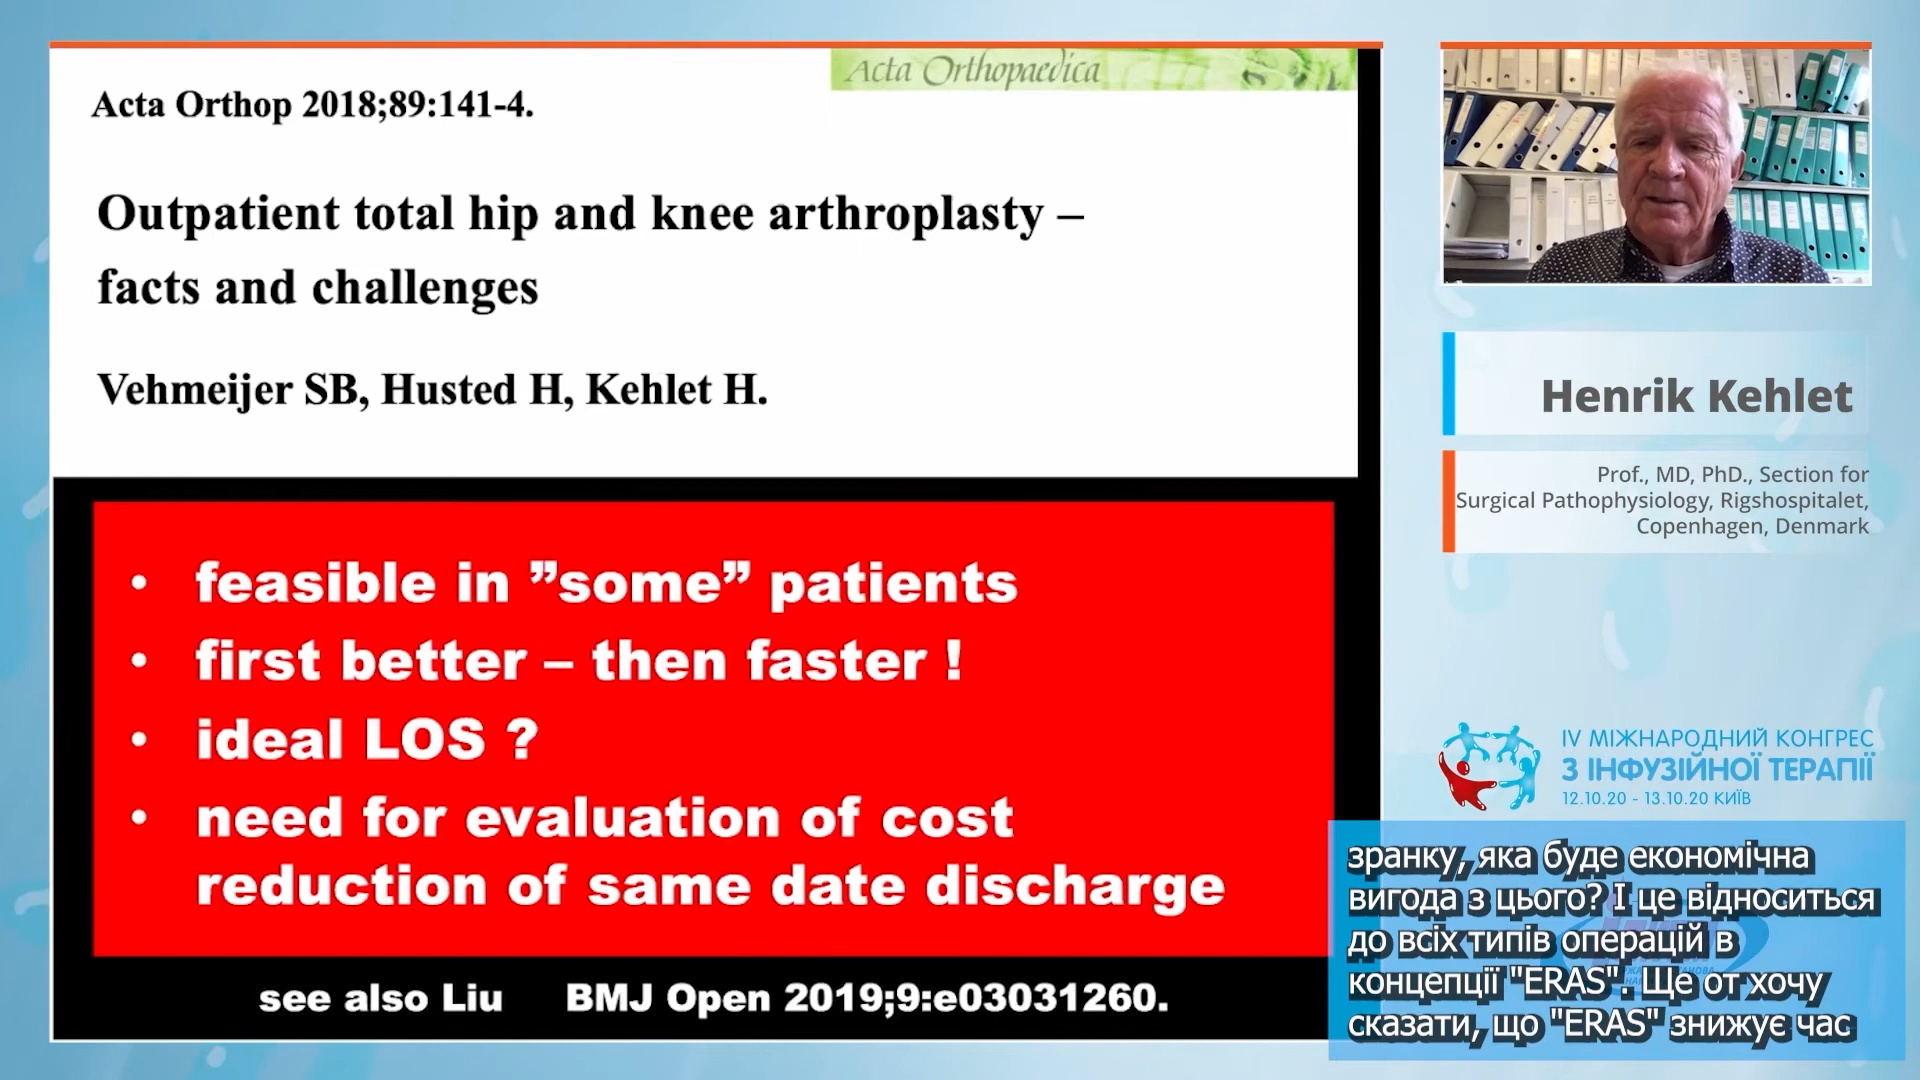 Acta Orthopaedica
Acta Orthop 2018;89:141-4.
Outpatient total hip and knee arthroplasty –
facts and challenges
Vehmeijer SB, Husted H, Kehlet H.
• feasible in ”some” patients
• first better – then faster !
• ideal LOS ?
• need for evaluation of cost
reduction of same date discharge
see also Liu BMJ Open 2019;9:e03031260.
Henrik Kehlet
Prof., MD, PhD., Section for
Surgical Pathophysiology, Rigshospitalet,
Copenhagen, Denmark
IV МІЖНАРОДНИЙ КОНГРЕС
З ІНФУЗІЙНОЇ ТЕРАПІЇ
12.10.20 - 13.10.20 КИЇВ
зранку, яка буде економічна
вигода з цього? І це відноситься
до всіх типів операцій в
концепції "ERAS". Ще от хочу
сказати, що "ERAS" знижує час